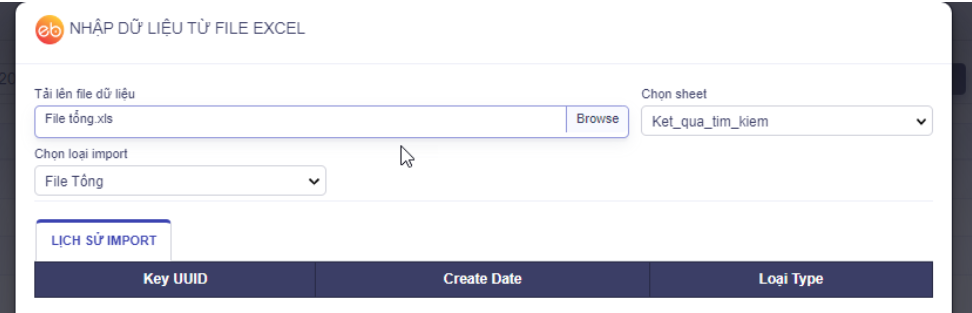 eb NHẬP DỮ LIỆU TỪ FILE EXCEL
Tải lên file dữ liệu
Chọn sheet
File tổng.xls
Browse
Ket_qua_tim_kiem
Chọn loại import
File Tổng
LỊCH SỬ IMPORT
Key UUID
Create Date
Loại Type